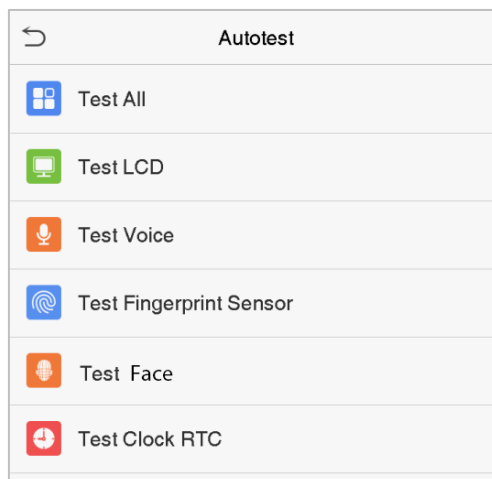 Autotest
Test All
Test LCD
Test Voice
Test Fingerprint Sensor
Test Face
Test Clock RTC